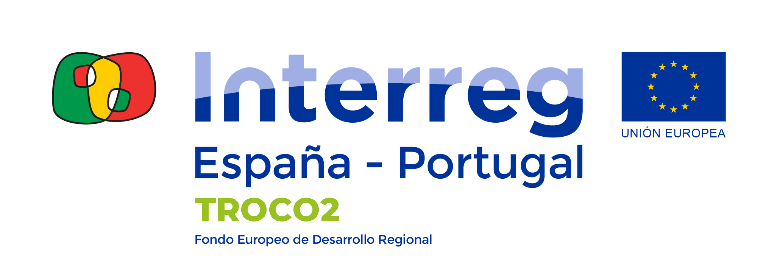 Interreg
UNIÓN EUROPEA
España - Portugal
TROCO2
Fondo Europeo de Desarrollo Regional